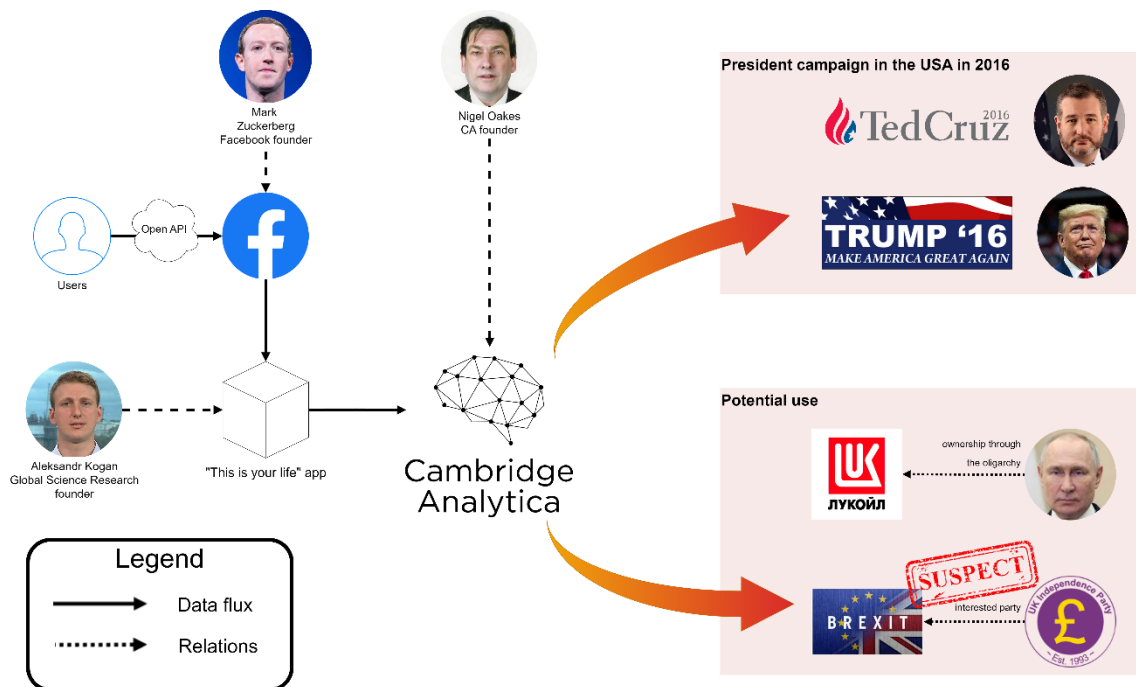 Mark
Zuckerberg
Facebook founder
Nigel Oakes
CA founder
Open API
Users
Aleksandr Kogan
Global Science Research
founder
"This is your life" app
Cambridge
Analytica
Legend
Data flux
Relations
President campaign in the USA in 2016
2016
TedCruz
TRUMP '16
MAKE AMERICA GREAT AGAIN
Potential use
LUK
ЛУКОЙЛ
ownership through
the oligarchy
SUSPECT
BREXIT
interested party
UK Independence Party
£
~ Est. 1993 ~